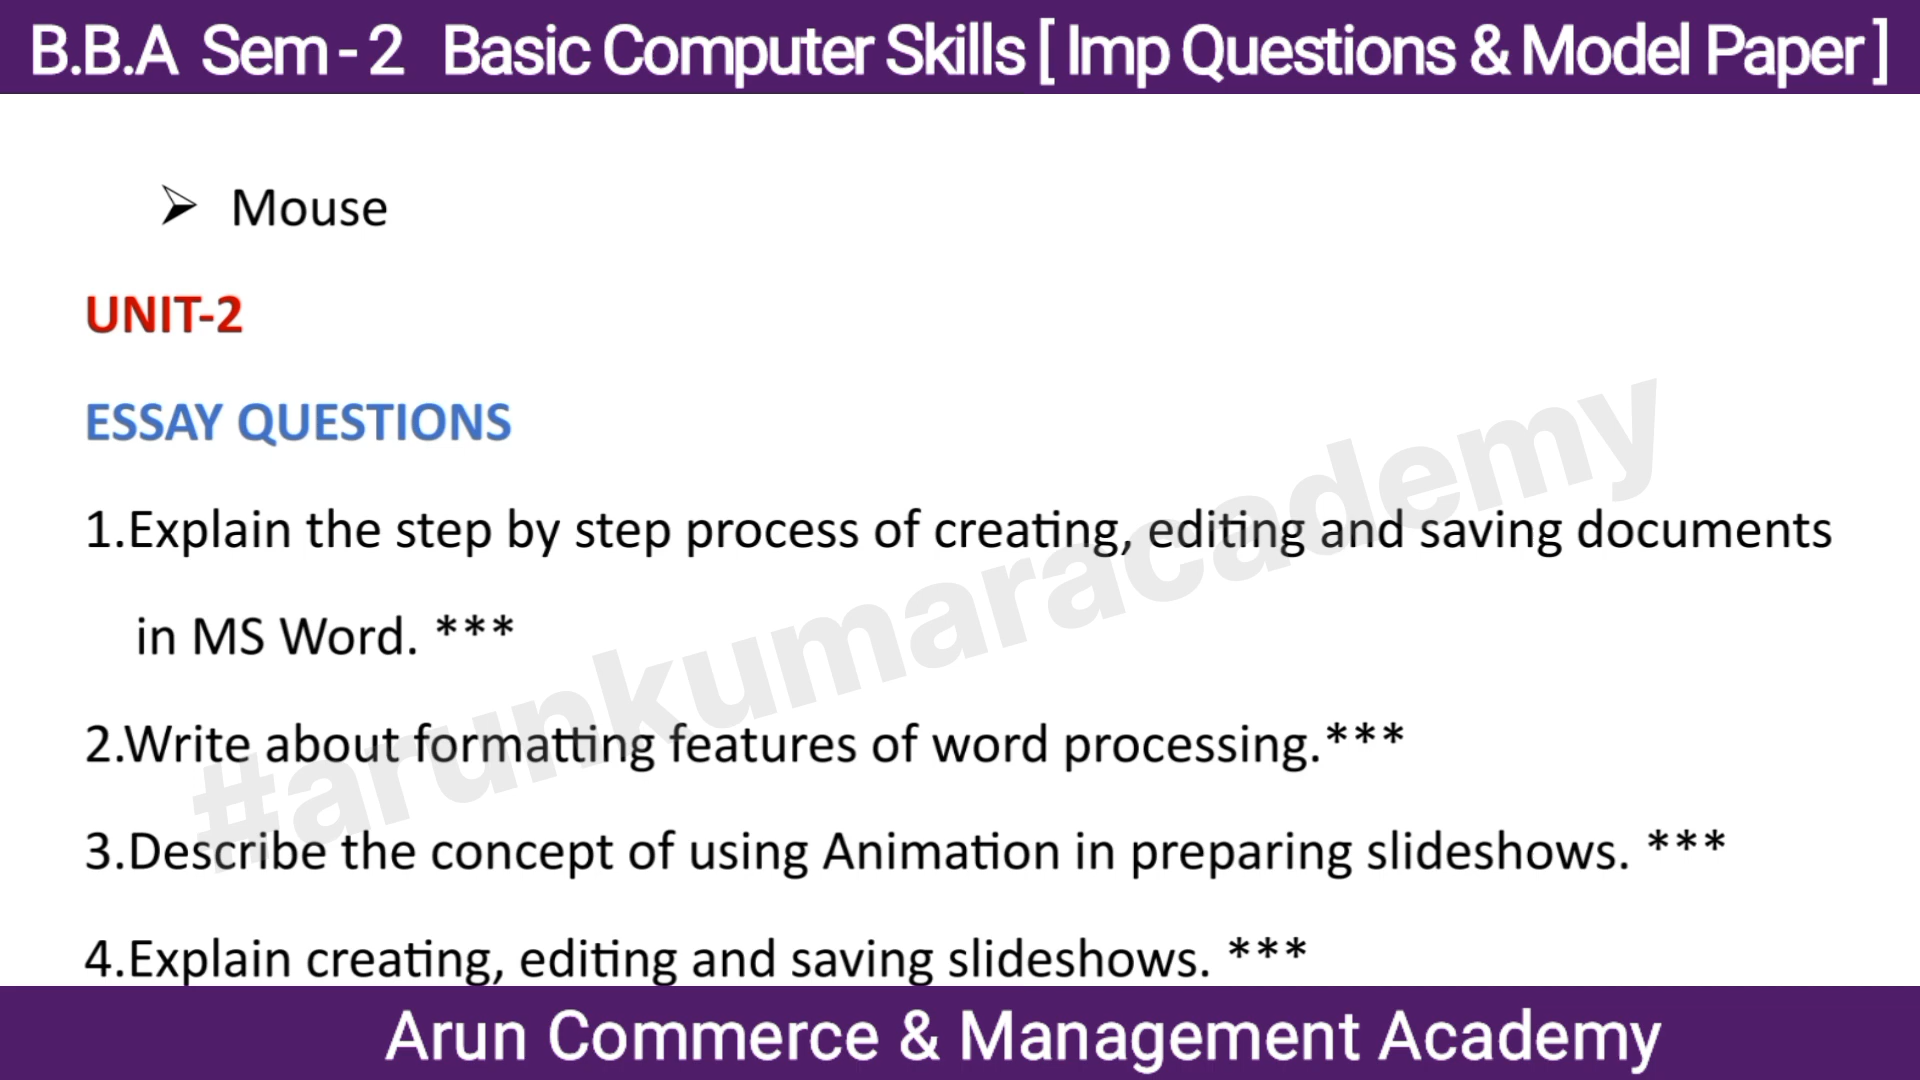 B.B.A Sem - 2 Basic Computer Skills [ Imp Questions & Model Paper ]
➢ Mouse
UNIT-2
ESSAY QUESTIONS
1.Explain the step by step process of creating, editing and saving documents
in MS Word. ***
2.Write about formatting features of word processing.***
3.Describe the concept of using Animation in preparing slideshows. ***
4.Explain creating, editing and saving slideshows. ***
#arunkumaracademy
Arun Commerce & Management Academy